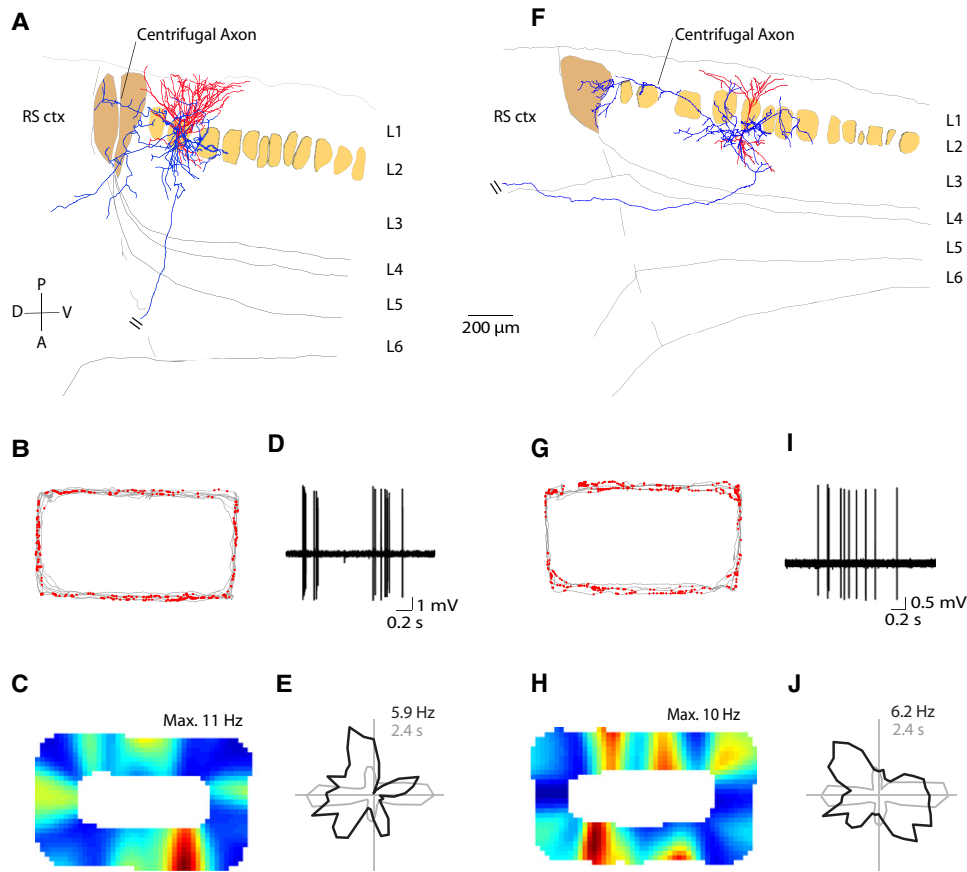 A
Centrifugal Axon
RS ctx
L1
L2
L3
L4
L5
L6
P
D V
A
F
Centrifugal Axon
RS ctx
L1
L2
L3
L4
L5
L6
200 µm
B
D
1 mV
0.2 s
G
I
0.5 mV
0.2 s
C
Max. 11 Hz
E
5.9 Hz
2.4 s
H
Max. 10 Hz
J
6.2 Hz
2.4 s